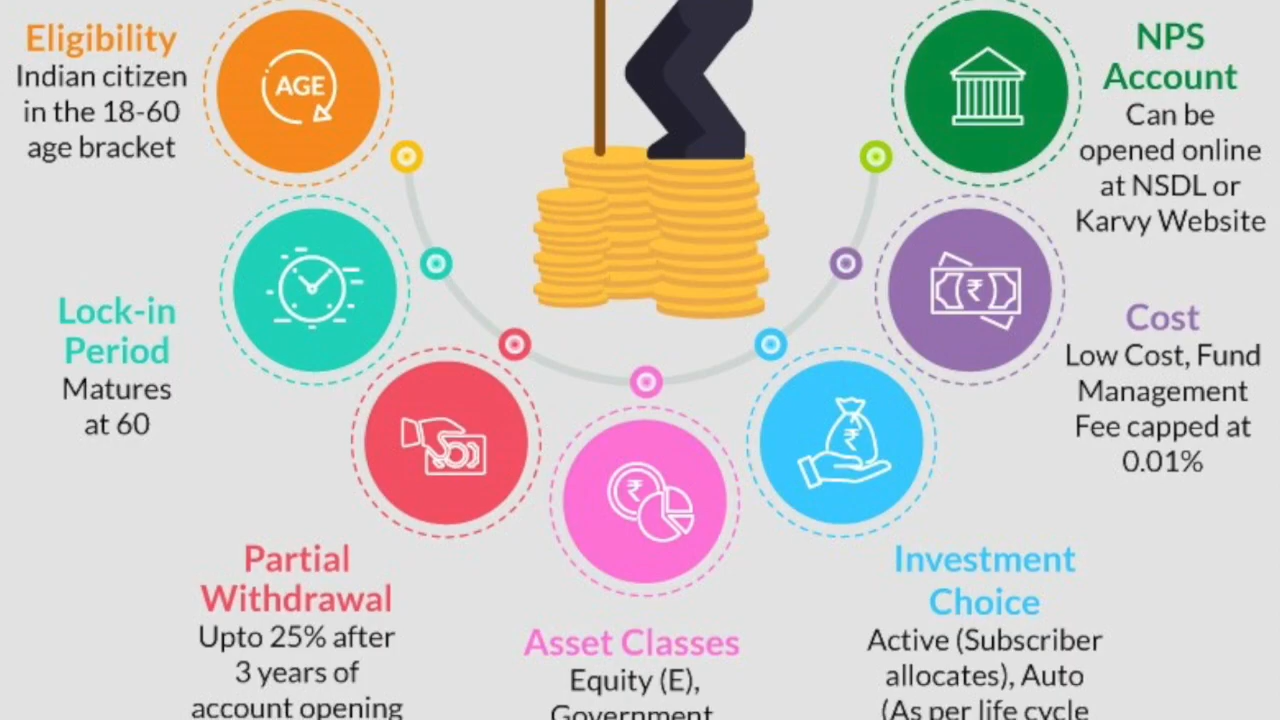 Eligibility
Indian citizen
in the 18-60
age bracket
AGE
NPS
Account
Can be
opened online
at NSDL or
Karvy Website
Lock-in
Period
Matures
at 60
₹
Cost
Low Cost, Fund
Management
Fee capped at
0.01%
₹
₹
Partial
Withdrawal
Upto 25% after
3 years of
account opening
Asset Classes
Equity (E),
Government
Investment
Choice
Active (Subscriber
allocates), Auto
(As per life cycle